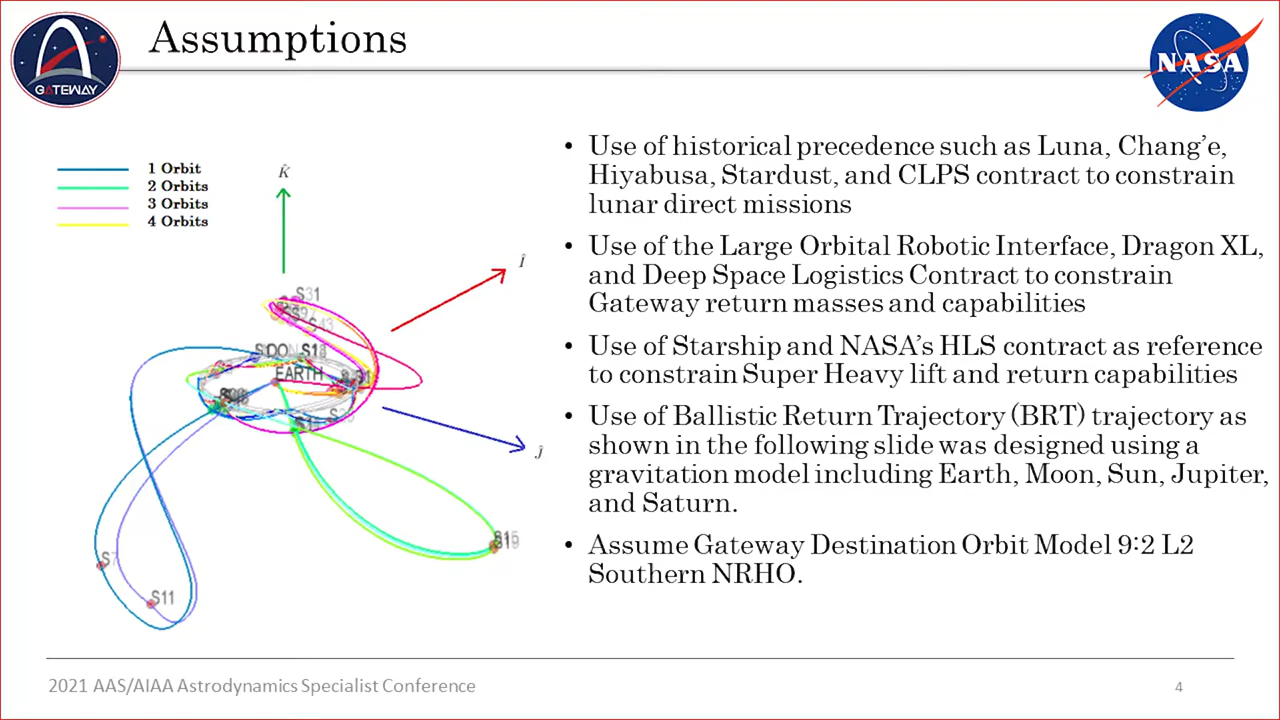 Assumptions
GATEWAY
NASA
1 Orbit
2 Orbits
3 Orbits
4 Orbits
K̂
Î
Ĵ
S31
S43
S18
EARTH
S7
S11
• Use of historical precedence such as Luna, Chang’e,
Hiyabusa, Stardust, and CLPS contract to constrain
lunar direct missions
• Use of the Large Orbital Robotic Interface, Dragon XL,
and Deep Space Logistics Contract to constrain
Gateway return masses and capabilities
• Use of Starship and NASA’s HLS contract as reference
to constrain Super Heavy lift and return capabilities
• Use of Ballistic Return Trajectory (BRT) trajectory as
shown in the following slide was designed using a
gravitation model including Earth, Moon, Sun, Jupiter,
and Saturn.
• Assume Gateway Destination Orbit Model 9:2 L2
Southern NRHO.
2021 AAS/AIAA Astrodynamics Specialist Conference
4